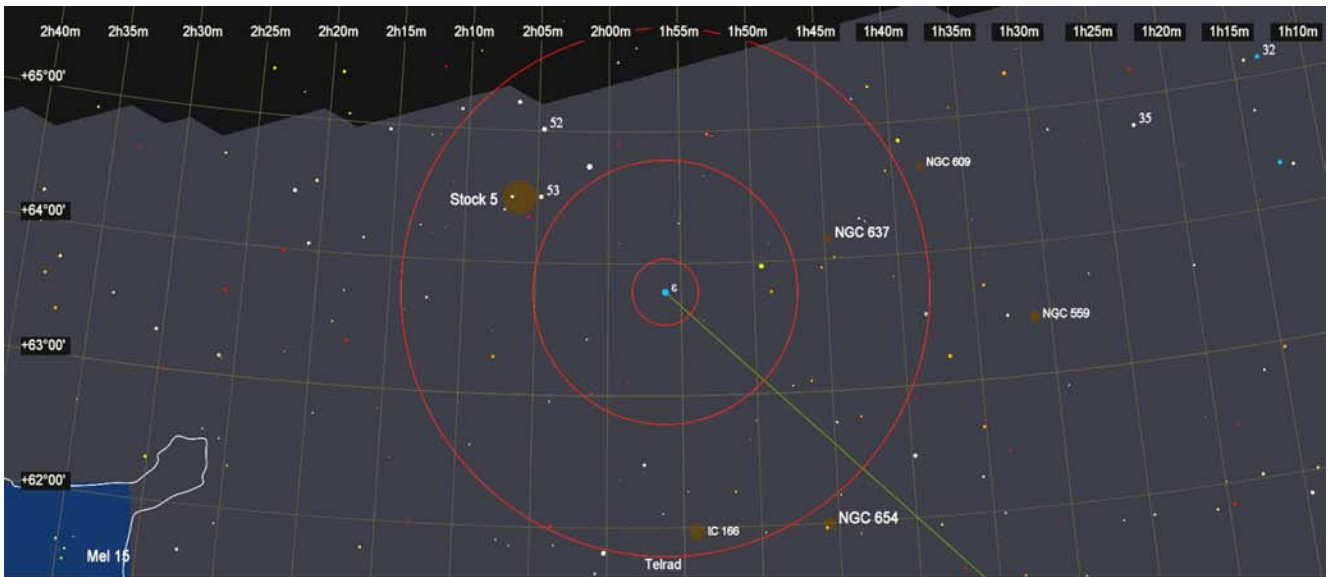 2h40m 2h35m 2h30m 2h25m 2h20m 2h15m 2h10m 2h05m 2h00m 1h55m 1h50m 1h45m 1h40m 1h35m 1h30m 1h25m 1h20m 1h15m 1h10m
32
+65°00'
52
35
NGC 609
Stock 5
53
+64°00'
NGC 637
ε
NGC 559
+63°00'
+62°00'
NGC 654
IC 166
Mel 15
Telrad